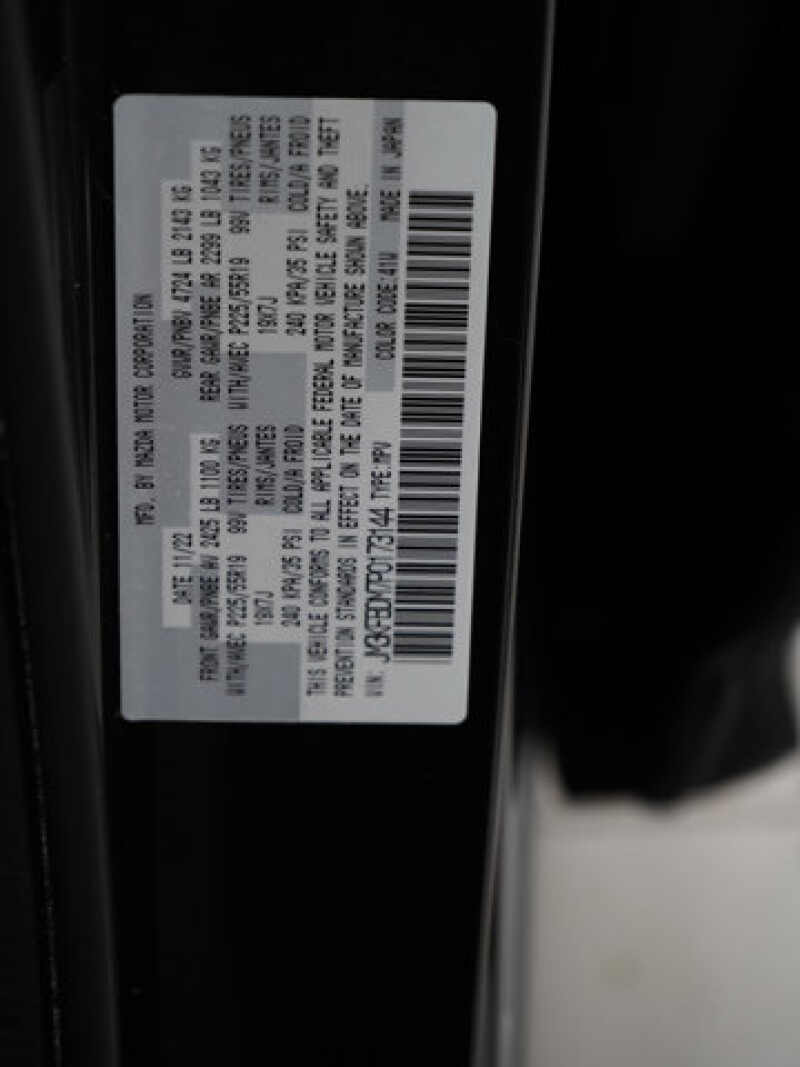 MFD. BY MAZDA MOTOR CORPORATION
DATE 11/22 GVWR/PNBV 4724 LB 2143 KG
FRONT GAWR/PNBE AV 2425 LB 1100 KG REAR GAWR/PNBE AR 2299 LB 1043 KG
WITH/AVEC P225/55R19 99V TIRES/PNEUS WITH/AVEC P225/55R19 99V TIRES/PNEUS
19X7J RIMS/JANTES 19X7J RIMS/JANTES
240 KPA/35 PSI COLD/A FROID 240 KPA/35 PSI COLD/A FROID
THIS VEHICLE CONFORMS TO ALL APPLICABLE FEDERAL MOTOR VEHICLE SAFETY AND THEFT
PREVENTION STANDARDS IN EFFECT ON THE DATE OF MANUFACTURE SHOWN ABOVE.
VIN: JM3KFBDM7P0173144 TYPE:MPV COLOR CODE:41W MADE IN JAPAN